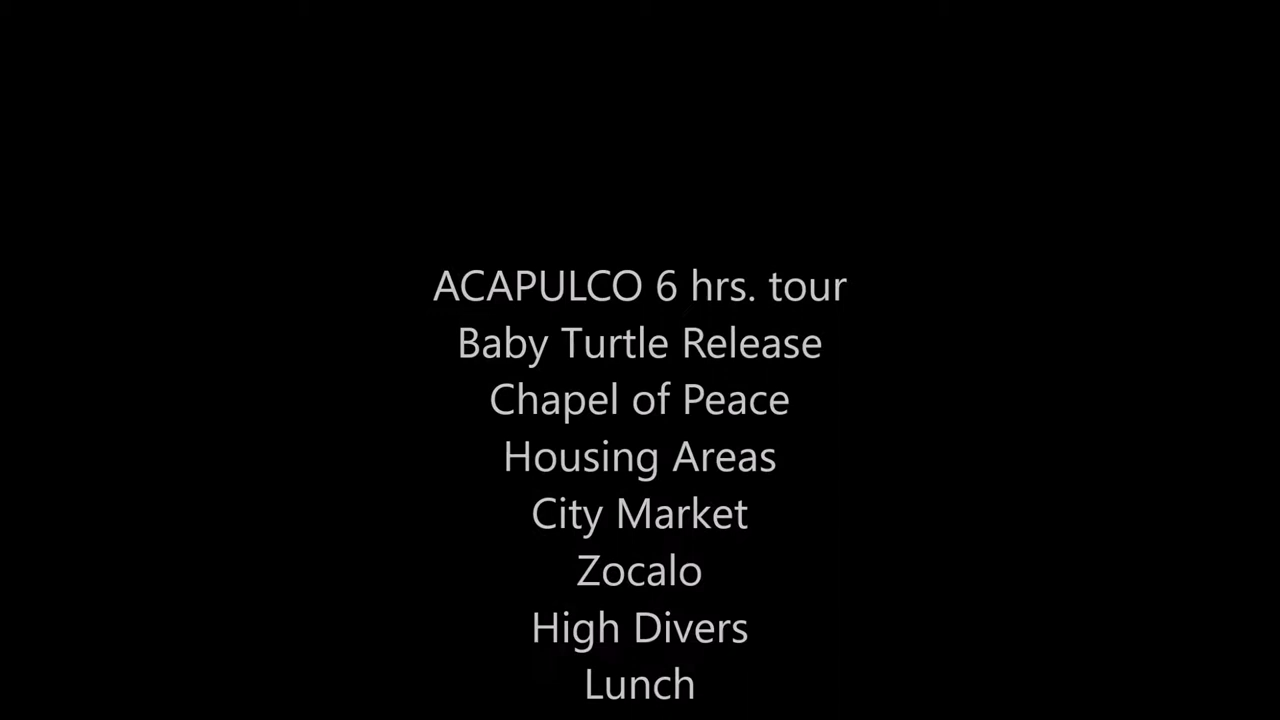 ACAPULCO 6 hrs. tour
Baby Turtle Release
Chapel of Peace
Housing Areas
City Market
Zocalo
High Divers
Lunch